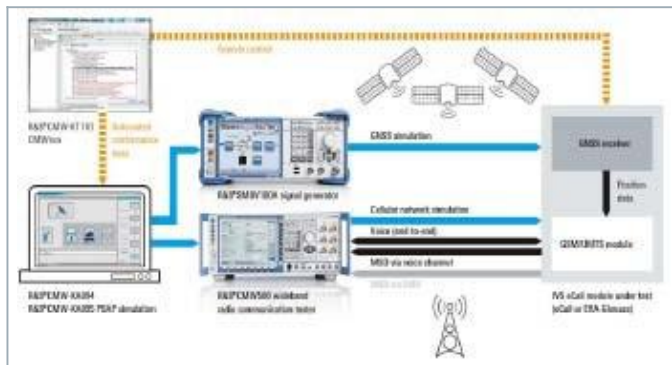 Remote control
R&S®CMW-KT110
CMWrun
Automated
conformance
tests
GNSS simulation
GNSS receiver
R&S®SMBV100A signal generator
Position
data
Cellular network simulation
Voice (end-to-end)
GSM/UMTS module
MSD via voice channel
R&S®CMW-KA094
R&S®CMW-KA095 PSAP simulation
R&S®CMW500 wideband
radio communication tester
IVS eCall module under test
(eCall or ERA-Glonass)